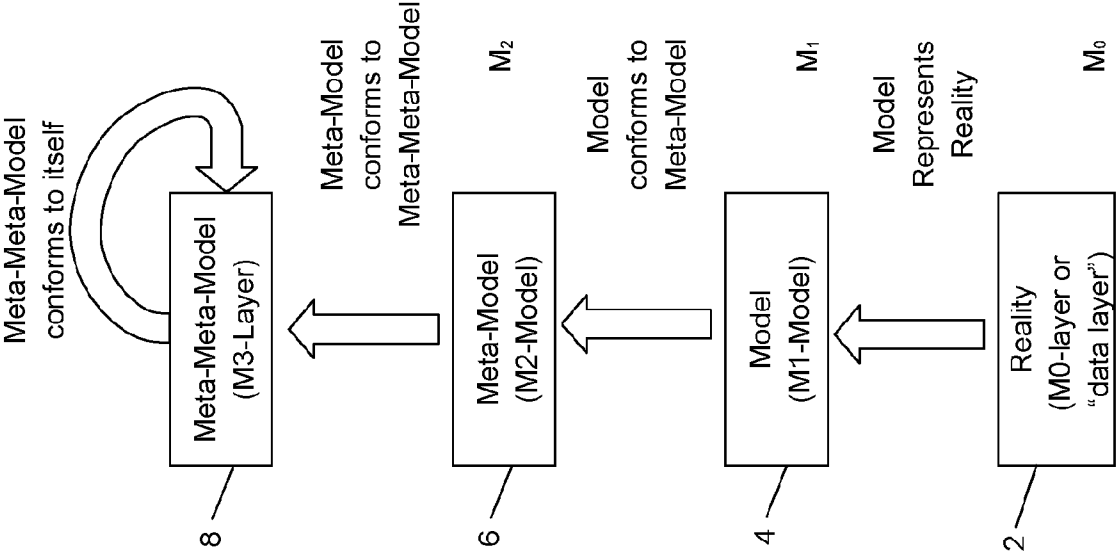 Meta-Meta-Model
conforms to itself
Meta-Meta-Model
(M3-Layer)
8
Meta-Model
conforms to
Meta-Meta-Model
Meta-Model
(M2-Model)
M2
6
Model
conforms to
Meta-Model
Model
(M1-Model)
M1
4
Model
Represents
Reality
Reality
(M0-layer or
“data layer”)
M0
2